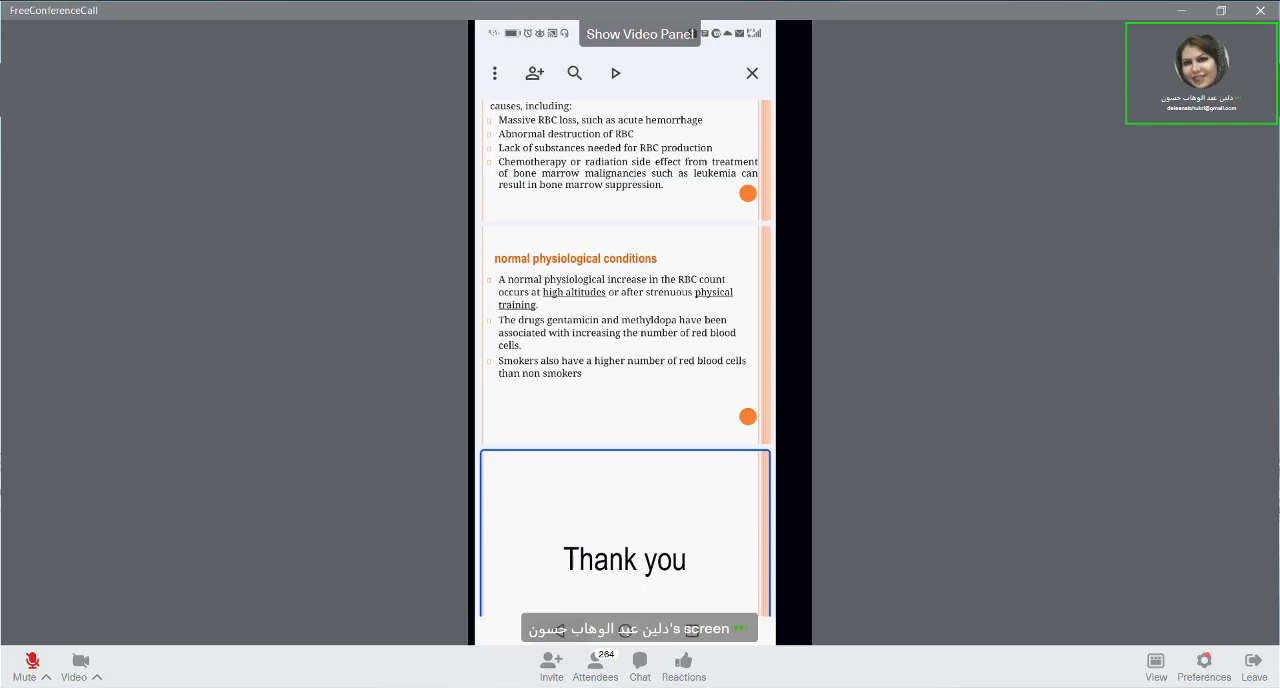 FreeConferenceCall
Show Video Panel
دلين عبد الوهاب حسون
deleenalshukri@gmail.com
causes, including:
Massive RBC loss, such as acute hemorrhage
Abnormal destruction of RBC
Lack of substances needed for RBC production
Chemotherapy or radiation side effect from treatment
of bone marrow malignancies such as leukemia can
result in bone marrow suppression.
normal physiological conditions
A normal physiological increase in the RBC count
occurs at high altitudes or after strenuous physical
training.
The drugs gentamicin and methyldopa have been
associated with increasing the number of red blood
cells.
Smokers also have a higher number of red blood cells
than non smokers
Thank you
دلين عبد الوهاب حسون's screen
264
Mute
Video
Invite
Attendees
Chat
Reactions
View
Preferences
Leave